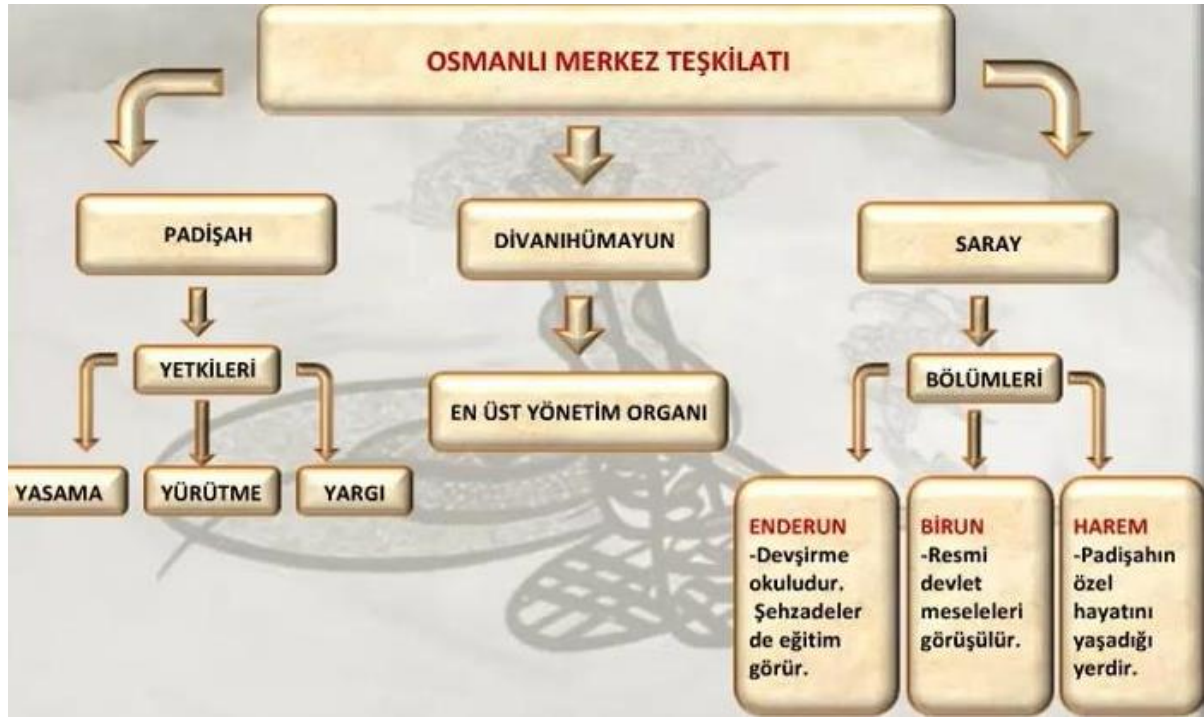 OSMANLI MERKEZ TEŞKİLATI
PADİŞAH
DİVANIHÜMAYUN
SARAY
YETKİLERİ
BÖLÜMLERİ
EN ÜST YÖNETİM ORGANI
YASAMA
YÜRÜTME
YARGI
ENDERUN
-Devşirme
okuludur.
Şehzadeler
de eğitim
görür.
BİRUN
-Resmi
devlet
meseleleri
görüşülür.
HAREM
-Padişahın
özel
hayatını
yaşadığı
yerdir.